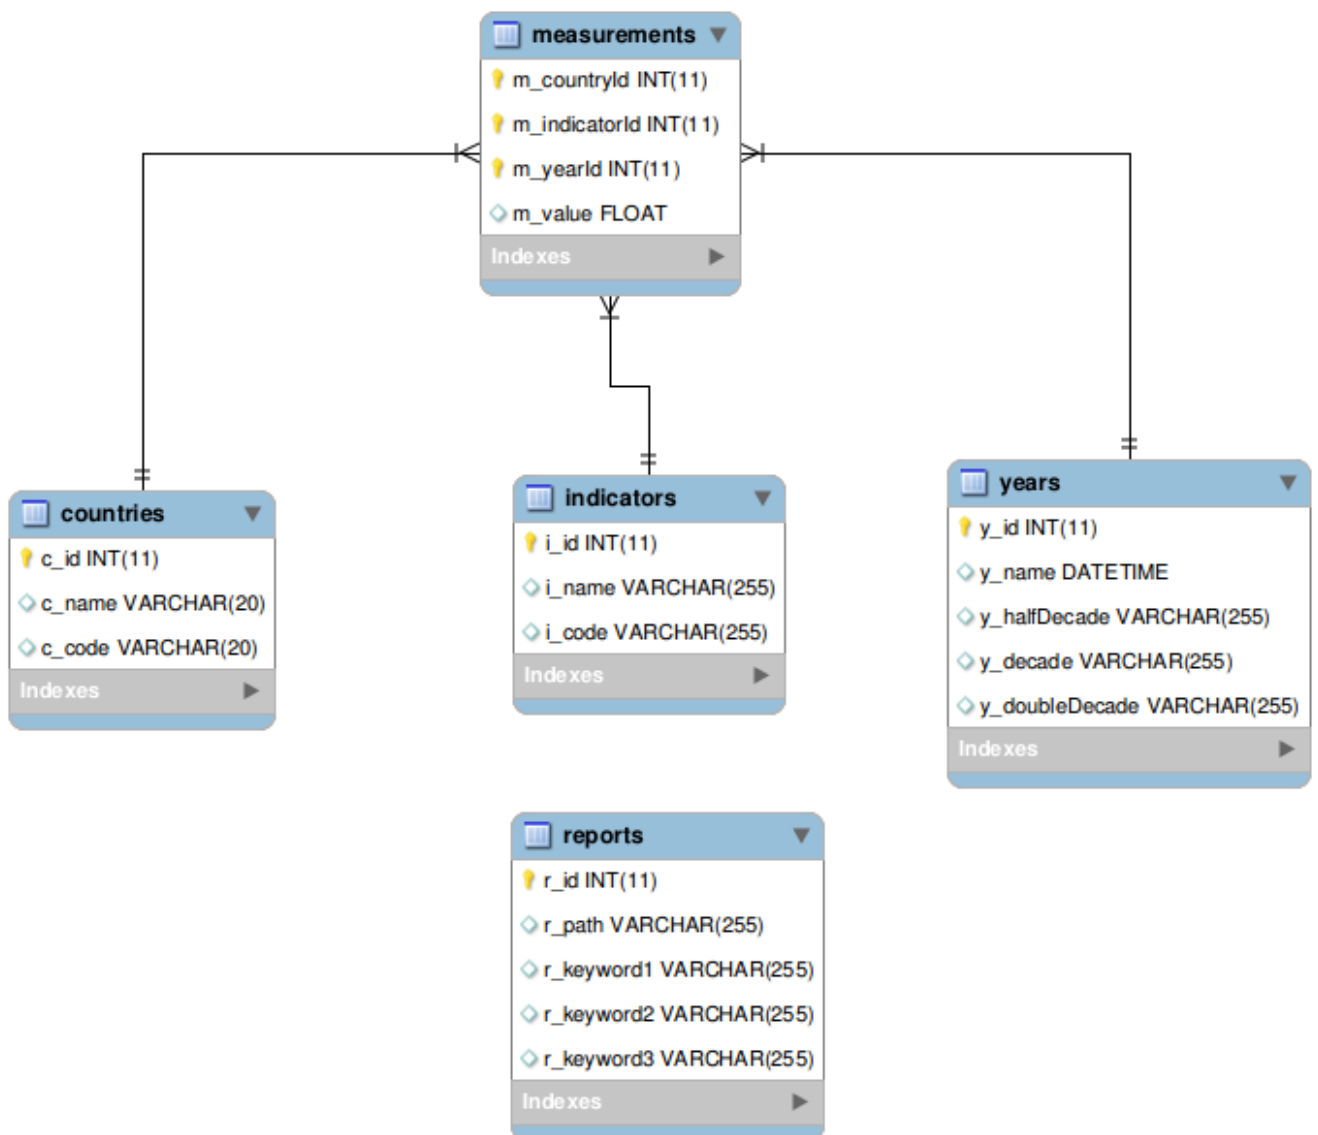 measurements
m_countryId INT(11)
m_indicatorId INT(11)
m_yearId INT(11)
m_value FLOAT
Indexes
countries
c_id INT(11)
c_name VARCHAR(20)
c_code VARCHAR(20)
Indexes
indicators
i_id INT(11)
i_name VARCHAR(255)
i_code VARCHAR(255)
Indexes
years
y_id INT(11)
y_name DATETIME
y_halfDecade VARCHAR(255)
y_decade VARCHAR(255)
y_doubleDecade VARCHAR(255)
Indexes
reports
r_id INT(11)
r_path VARCHAR(255)
r_keyword1 VARCHAR(255)
r_keyword2 VARCHAR(255)
r_keyword3 VARCHAR(255)
Indexes